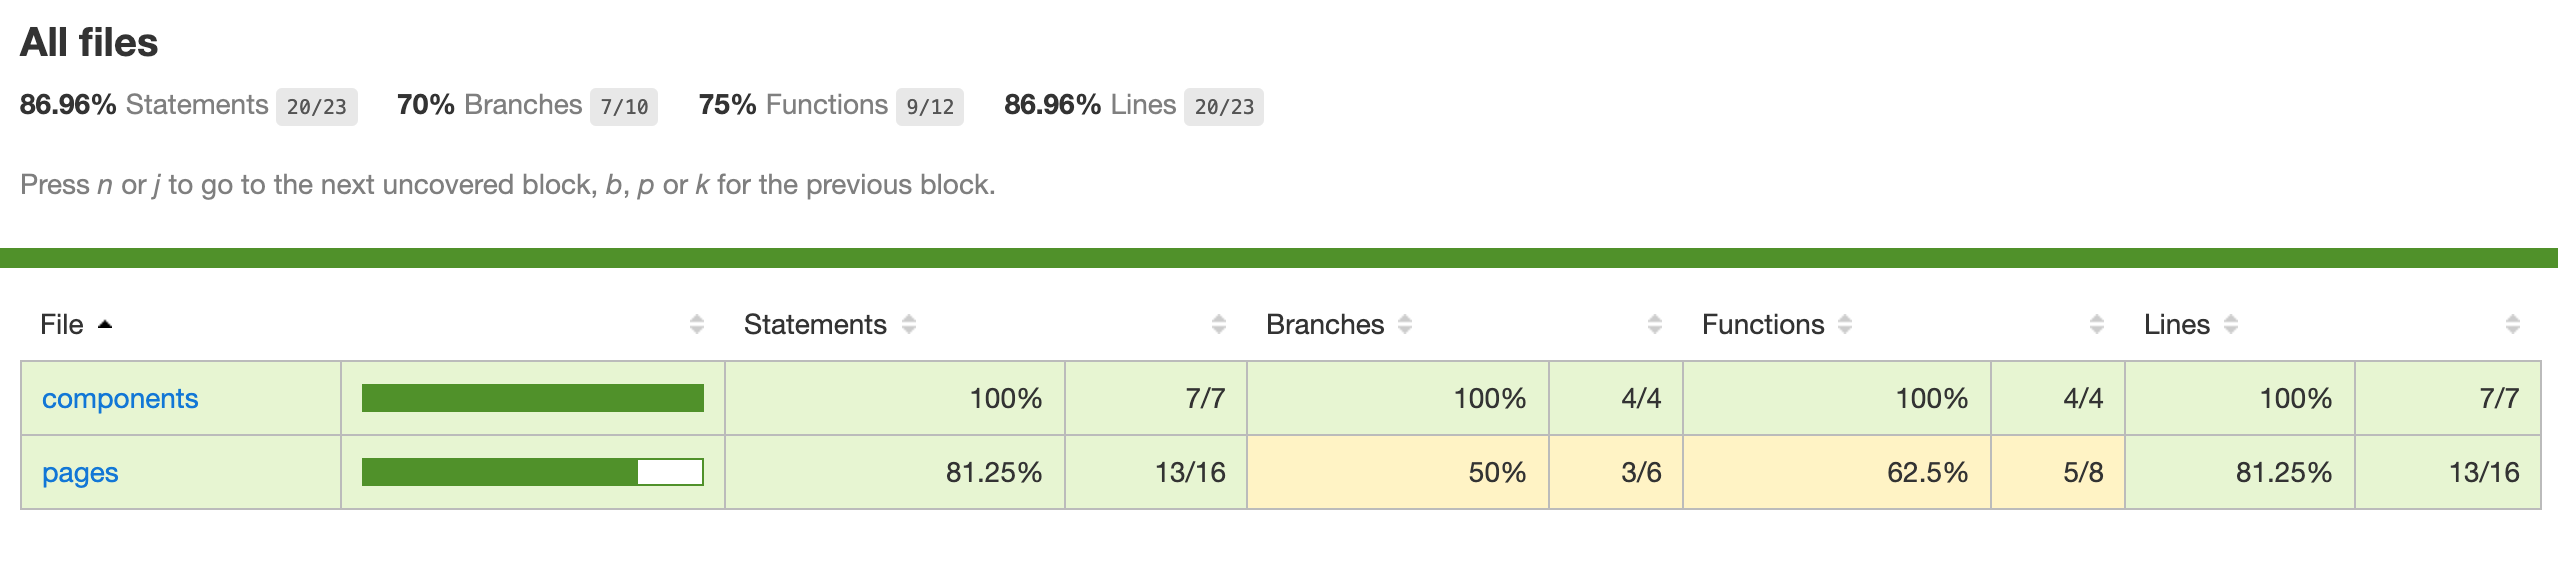 All files
86.96% Statements 20/23 70% Branches 7/10 75% Functions 9/12 86.96% Lines 20/23
Press n or j to go to the next uncovered block, b, p or k for the previous block.
File Statements Branches Functions Lines
components 100% 7/7 100% 4/4 100% 4/4 100% 7/7
pages 81.25% 13/16 50% 3/6 62.5% 5/8 81.25% 13/16